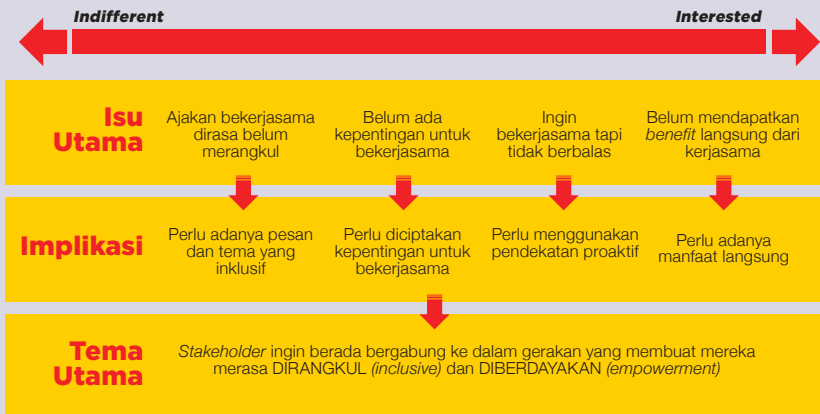 Indifferent
Interested
Isu
Utama
Ajakan bekerjasama
dirasa belum
merangkul
Belum ada
kepentingan untuk
bekerjasama
Ingin
bekerjasama tapi
tidak berbalas
Belum mendapatkan
benefit langsung dari
kerjasama
Implikasi
Perlu adanya pesan
dan tema yang
inklusif
Perlu diciptakan
kepentingan untuk
bekerjasama
Perlu menggunakan
pendekatan proaktif
Perlu adanya
manfaat langsung
Tema
Utama
Stakeholder ingin berada bergabung ke dalam gerakan yang membuat mereka
merasa DIRANGKUL (inclusive) dan DIBERDAYAKAN (empowerment)